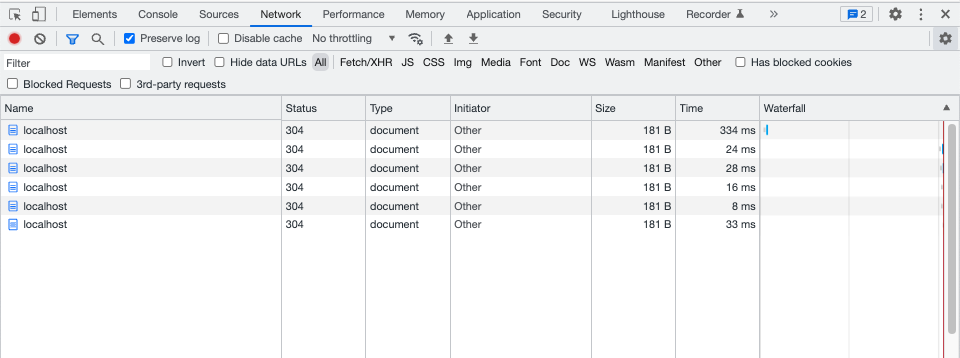 Elements Console Sources Network Performance Memory Application Security Lighthouse Recorder 2
Preserve log Disable cache No throttling
Filter Invert Hide data URLs All Fetch/XHR JS CSS Img Media Font Doc WS Wasm Manifest Other Has blocked cookies
Blocked Requests 3rd-party requests
Name Status Type Initiator Size Time Waterfall
localhost 304 document Other 181 B 334 ms
localhost 304 document Other 181 B 24 ms
localhost 304 document Other 181 B 28 ms
localhost 304 document Other 181 B 16 ms
localhost 304 document Other 181 B 8 ms
localhost 304 document Other 181 B 33 ms